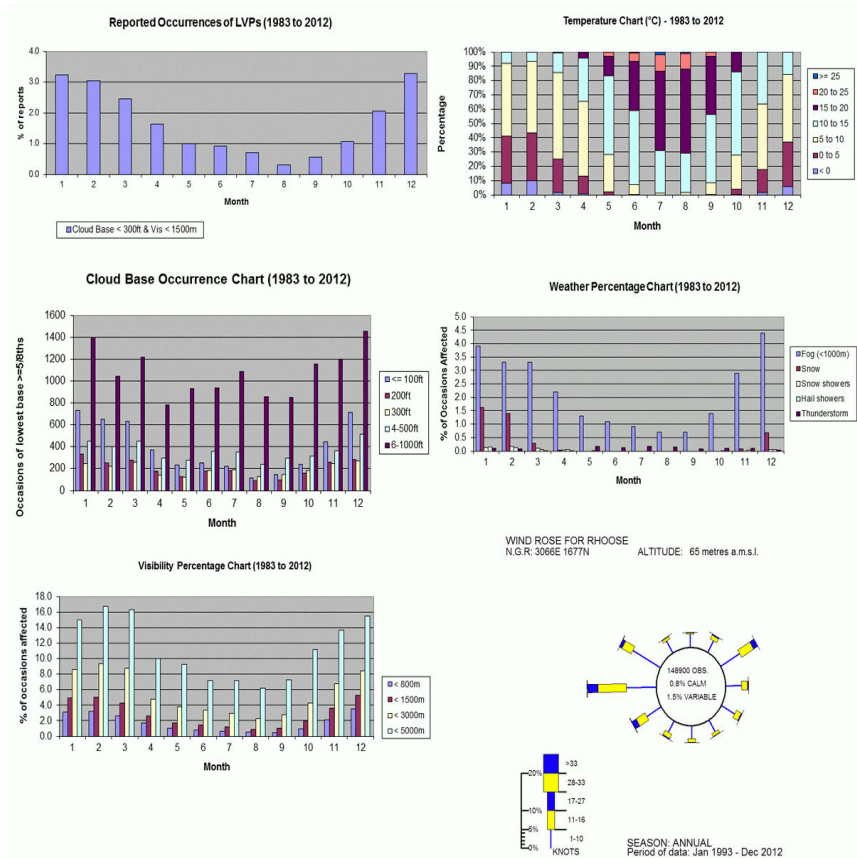 Reported Occurrences of LVPs (1983 to 2012)
4.0
3.0
2.0
1.0
0.0
% of reports
1 2 3 4 5 6 7 8 9 10 11 12
Month
Cloud Base < 300ft & Vis < 1500m
Temperature Chart (°C) - 1983 to 2012
100%
90%
80%
70%
60%
50%
40%
30%
20%
10%
0%
Percentage
1 2 3 4 5 6 7 8 9 10 11 12
Month
>= 25
20 to 25
15 to 20
10 to 15
5 to 10
0 to 5
< 0
Cloud Base Occurrence Chart (1983 to 2012)
1600
1400
1200
1000
800
600
400
200
0
Occasions of lowest base >=5/8ths
1 2 3 4 5 6 7 8 9 10 11 12
Month
<= 100ft
200ft
300ft
4-500ft
6-1000ft
Weather Percentage Chart (1983 to 2012)
5.0
4.5
4.0
3.5
3.0
2.5
2.0
1.5
1.0
0.5
0.0
% of Occasions Affected
1 2 3 4 5 6 7 8 9 10 11 12
Month
Fog (<1000m)
Snow
Snow showers
Hail showers
Thunderstorm
Visibility Percentage Chart (1983 to 2012)
18.0
16.0
14.0
12.0
10.0
8.0
6.0
4.0
2.0
0.0
% of occasions affected
1 2 3 4 5 6 7 8 9 10 11 12
Month
< 800m
< 1500m
< 3000m
< 5000m
WIND ROSE FOR RHOOSE
N.G.R: 3066E 1677N ALTITUDE: 65 metres a.m.s.l.
148900 OBS.
0.8% CALM
1.5% VARIABLE
>33
20% 28-33
17-27
10% 11-16
5%
1-10
0% KNOTS
SEASON: ANNUAL
Period of data: Jan 1993 - Dec 2012